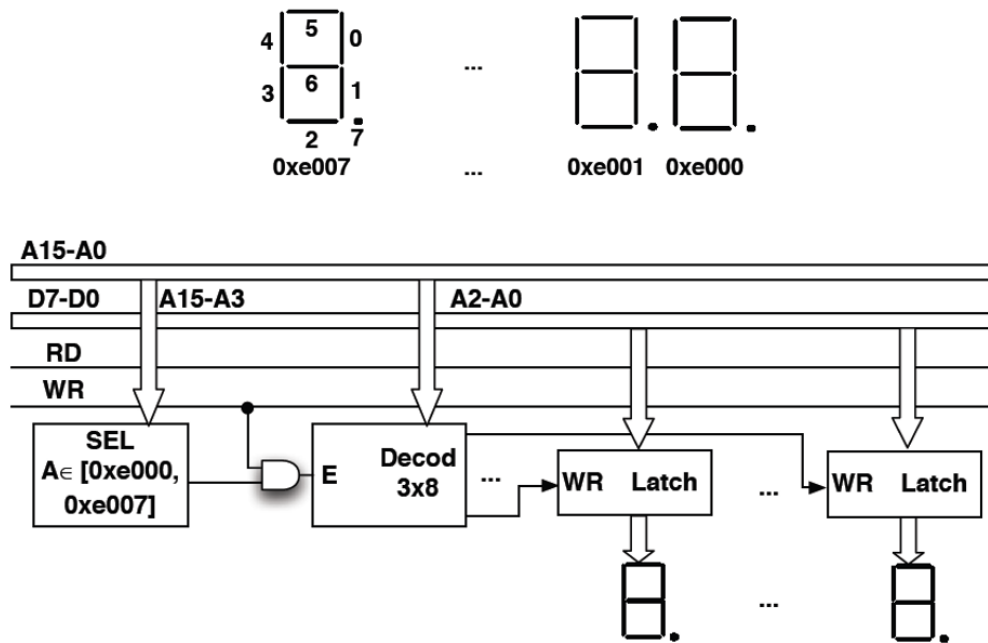 4 5 0
3 6 1
2 7
...
0xe007 ... 0xe001 0xe000
A15-A0
D7-D0 A15-A3 A2-A0
RD
WR
SEL
A∈ [0xe000,
0xe007]
E
Decod
3x8
...
WR Latch
...
WR Latch
...